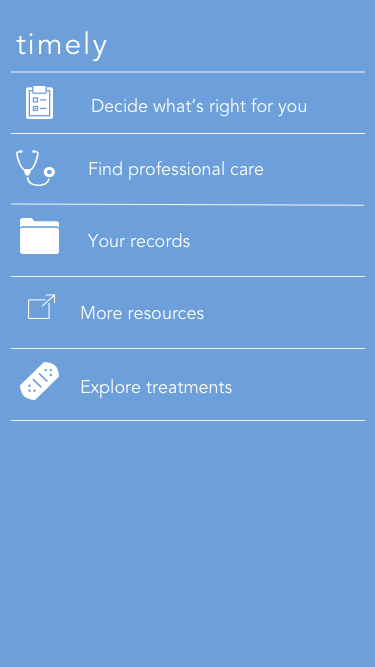 timely
Decide what’s right for you
Find professional care
Your records
More resources
Explore treatments